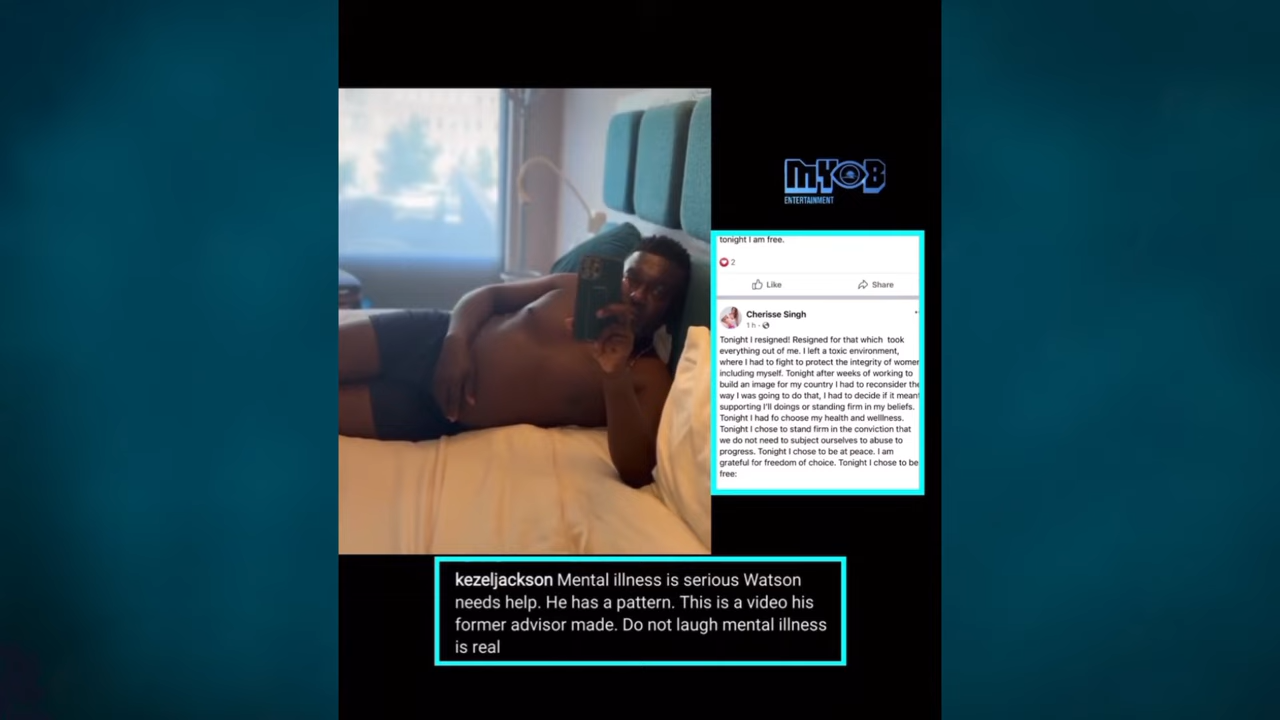 MYOB
ENTERTAINMENT
tonight I am free.
2
Like
Share
Cherisse Singh
1 h ·
Tonight I resigned! Resigned for that which took
everything out of me. I left a toxic environment,
where I had to fight to protect the integrity of women
including myself. Tonight after weeks of working to
build an image for my country I had to reconsider the
way I was going to do that, I had to decide if it meant
supporting I'll doings or standing firm in my beliefs.
Tonight I had fo choose my health and welllness.
Tonight I chose to stand firm in the conviction that
we do not need to subject ourselves to abuse to
progress. Tonight I chose to be at peace. I am
grateful for freedom of choice. Tonight I chose to be
free:
kezeljackson Mental illness is serious Watson
needs help. He has a pattern. This is a video his
former advisor made. Do not laugh mental illness
is real